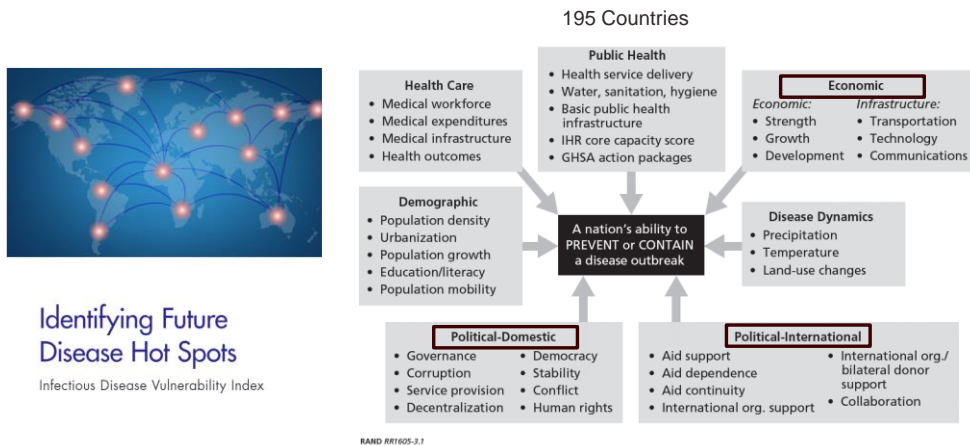 195 Countries
Identifying Future
Disease Hot Spots
Infectious Disease Vulnerability Index
Health Care
• Medical workforce
• Medical expenditures
• Medical infrastructure
• Health outcomes
Public Health
• Health service delivery
• Water, sanitation, hygiene
• Basic public health
infrastructure
• IHR core capacity score
• GHSA action packages
Economic
Economic:
• Strength
• Growth
• Development
Infrastructure:
• Transportation
• Technology
• Communications
Demographic
• Population density
• Urbanization
• Population growth
• Education/literacy
• Population mobility
A nation's ability to
PREVENT or CONTAIN
a disease outbreak
Disease Dynamics
• Precipitation
• Temperature
• Land-use changes
Political-Domestic
• Governance
• Corruption
• Service provision
• Decentralization
• Democracy
• Stability
• Conflict
• Human rights
Political-International
• Aid support
• Aid dependence
• Aid continuity
• International org. support
• International org./
bilateral donor
support
• Collaboration
RAND RR1605-3.1